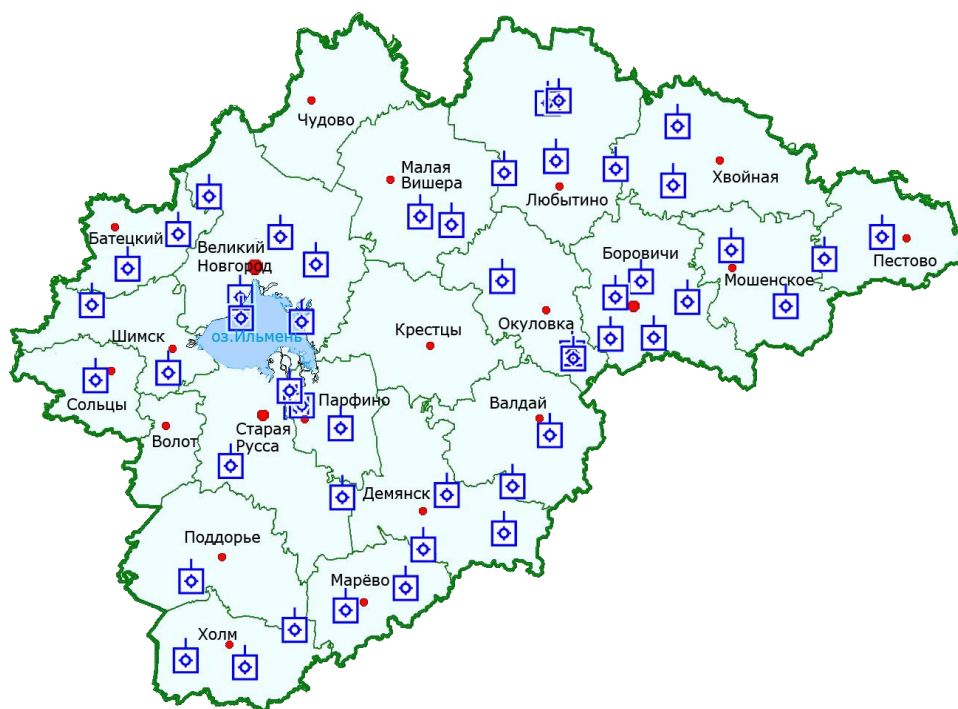 Чудово
Малая
Вишера
Хвойная
Любытино
Батецкий
Великий
Новгород
Боровичи
Пестово
Мошенское
Шимск
оз.Ильмень
Крестцы
Окуловка
Сольцы
Парфино
Валдай
Старая
Русса
Волот
Демянск
Поддорье
Марёво
Холм